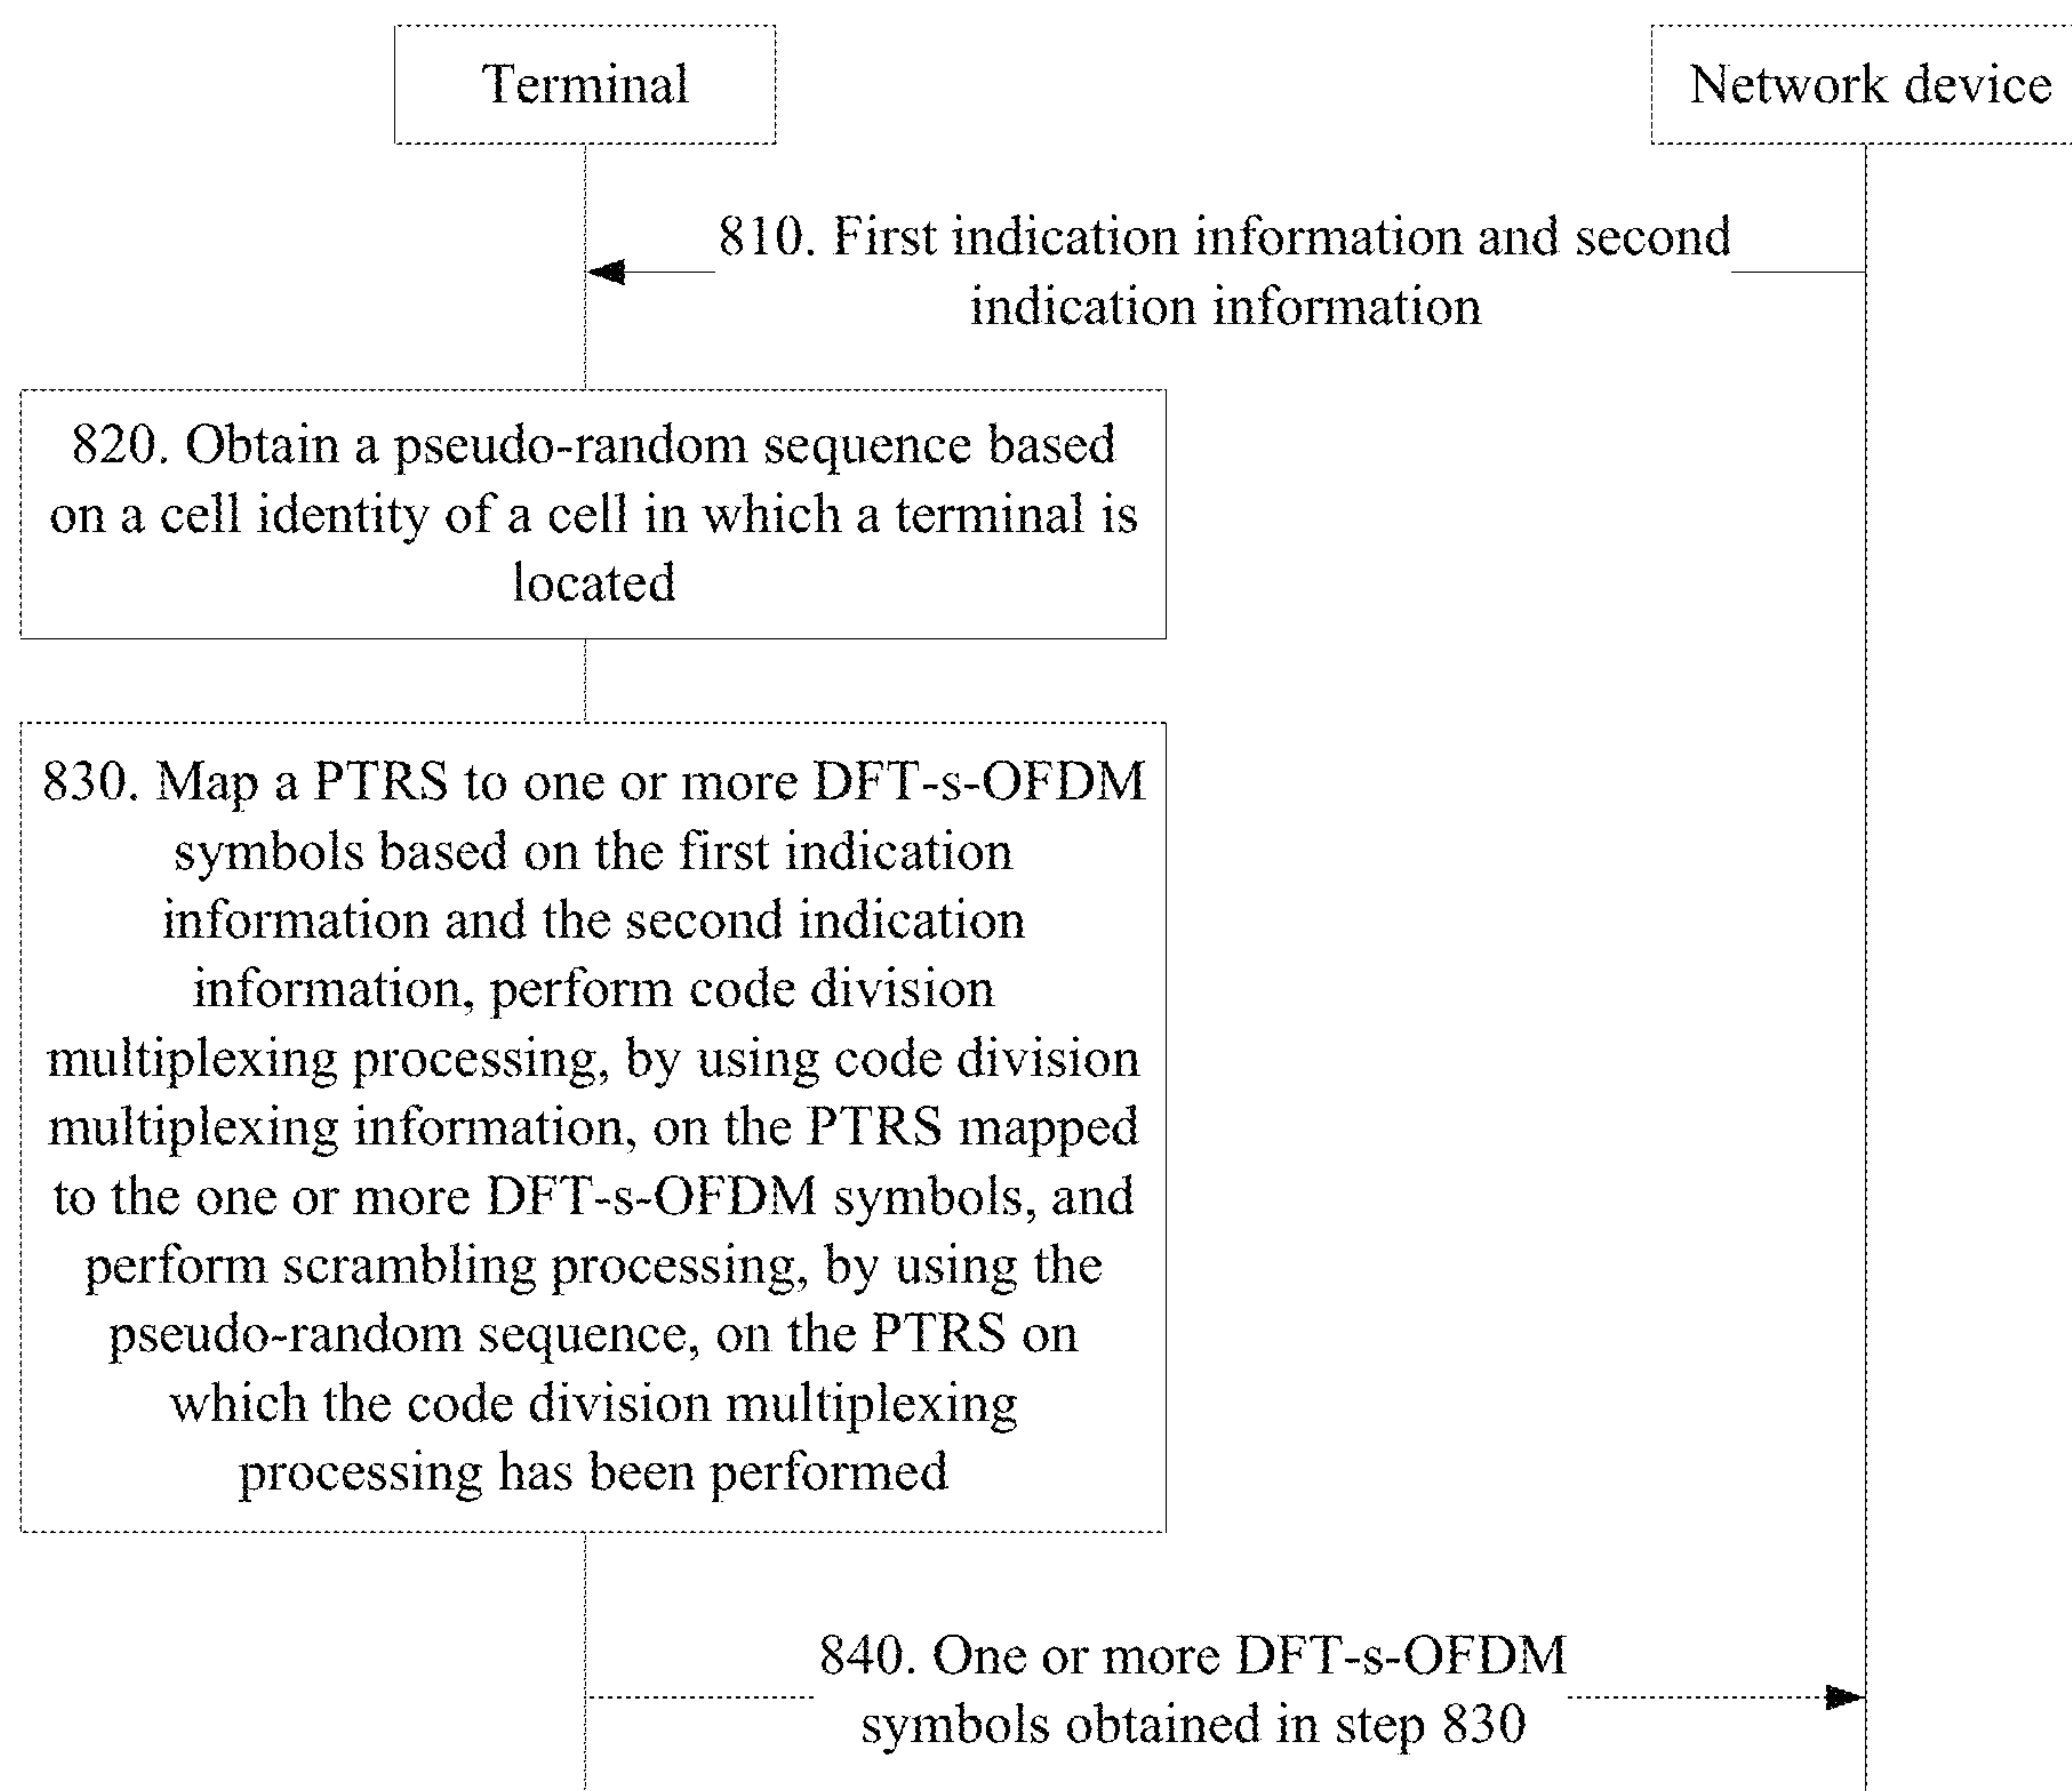 Terminal
Network device
810. First indication information and second
indication information
820. Obtain a pseudo-random sequence based
on a cell identity of a cell in which a terminal is
located
830. Map a PTRS to one or more DFT-s-OFDM
symbols based on the first indication
information and the second indication
information, perform code division
multiplexing processing, by using code division
multiplexing information, on the PTRS mapped
to the one or more DFT-s-OFDM symbols, and
perform scrambling processing, by using the
pseudo-random sequence, on the PTRS on
which the code division multiplexing
processing has been performed
840. One or more DFT-s-OFDM
symbols obtained in step 830